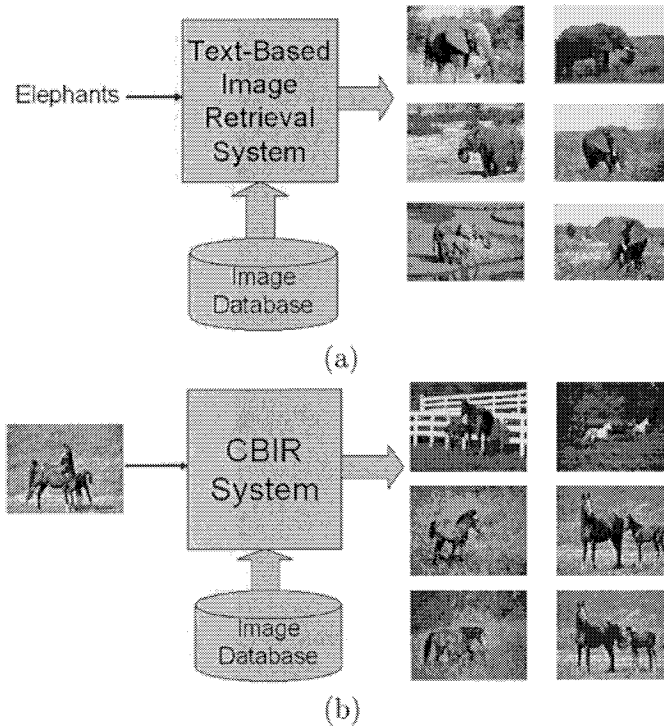 Text-Based
Image
Retrieval
System
Elephants
Image
Database
(a)
CBIR
System
Image
Database
(b)